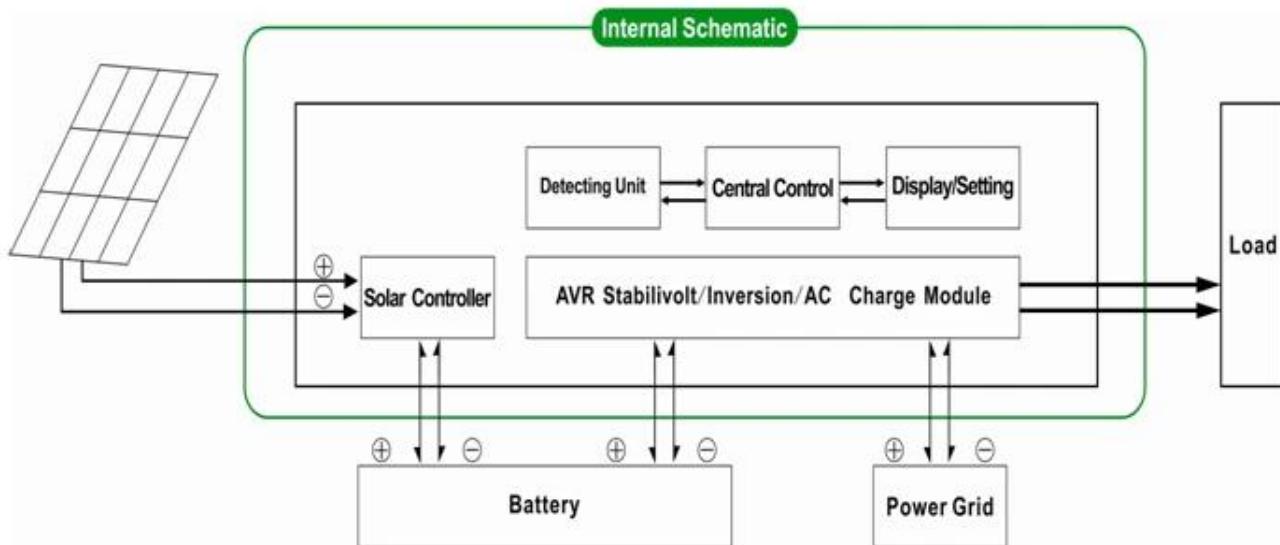 Internal Schematic
Detecting Unit
Central Control
Display/Setting
Load
⊕
⊖
Solar Controller
AVR Stabilivolt/Inversion/AC Charge Module
⊕ ⊖ ⊕ ⊖ ⊕ ⊖
Battery
Power Grid